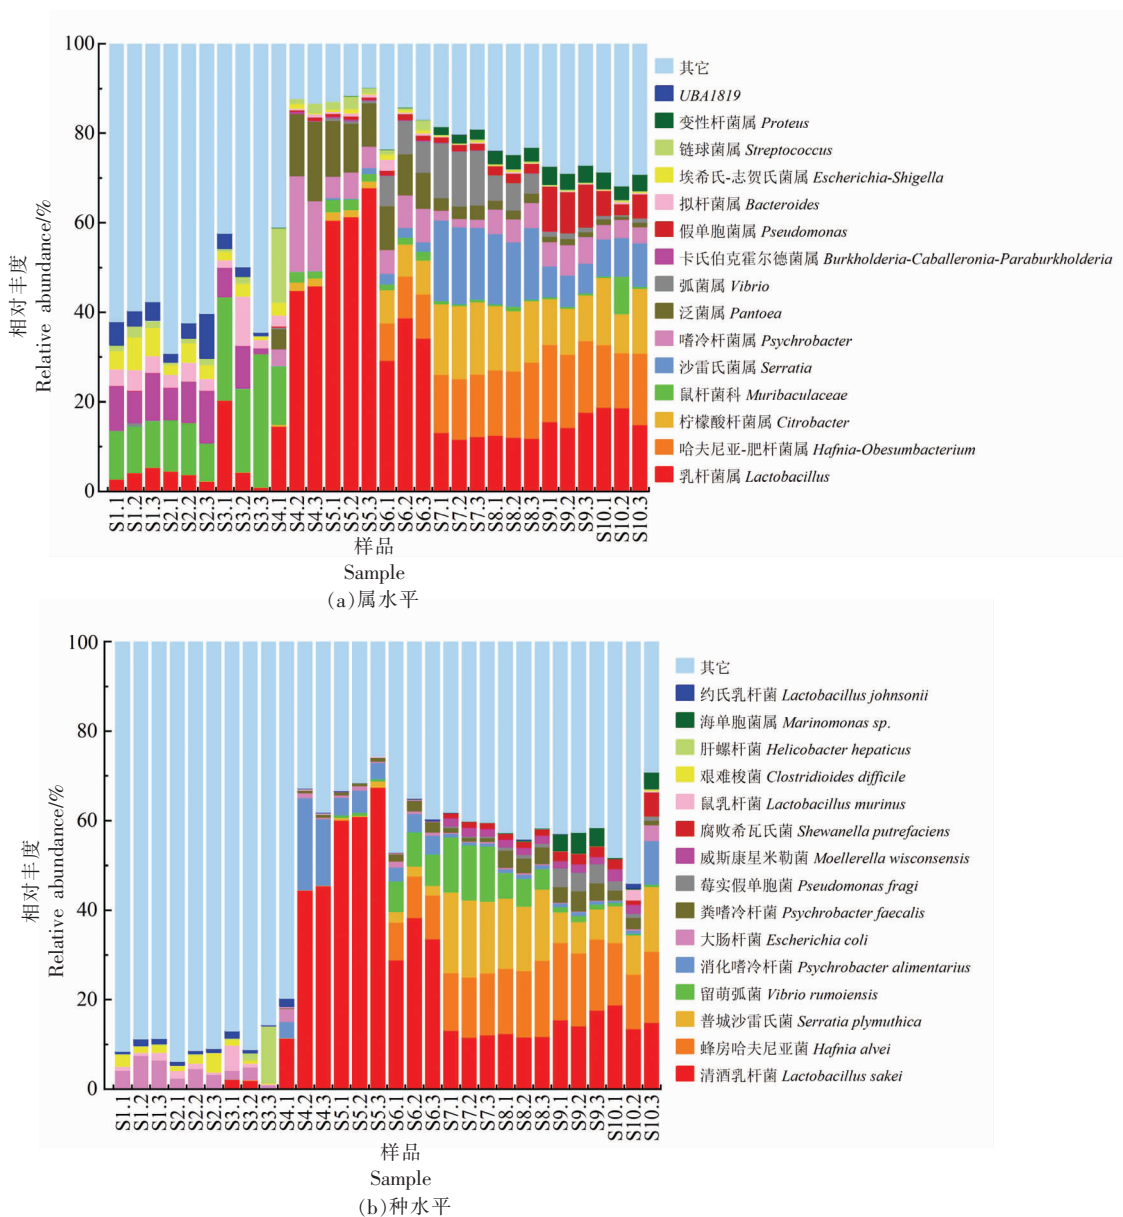 100
80
60
40
20
0
相对丰度
Relative abundance/%
其它
UBA1819
变性杆菌属 Proteus
链球菌属 Streptococcus
埃希氏-志贺氏菌属 Escherichia-Shigella
拟杆菌属 Bacteroides
假单胞菌属 Pseudomonas
卡氏伯克霍尔德菌属 Burkholderia-Caballeronia-Paraburkholderia
弧菌属 Vibrio
泛菌属 Pantoea
嗜冷杆菌属 Psychrobacter
沙雷氏菌属 Serratia
鼠杆菌科 Muribaculaceae
柠檬酸杆菌属 Citrobacter
哈夫尼亚-肥杆菌属 Hafnia-Obesumbacterium
乳杆菌属 Lactobacillus
S1.1 S1.2 S1.3 S2.1 S2.2 S2.3 S3.1 S3.2 S3.3 S4.1 S4.2 S4.3 S5.1 S5.2 S5.3 S6.1 S6.2 S6.3 S7.1 S7.2 S7.3 S8.1 S8.2 S8.3 S9.1 S9.2 S9.3 S10.1 S10.2 S10.3
样品
Sample
(a)属水平
100
80
60
40
20
0
相对丰度
Relative abundance/%
其它
约氏乳杆菌 Lactobacillus johnsonii
海单胞菌属 Marinomonas sp.
肝螺杆菌 Helicobacter hepaticus
艰难梭菌 Clostridioides difficile
鼠乳杆菌 Lactobacillus murinus
腐败希瓦氏菌 Shewanella putrefaciens
威斯康星米勒菌 Moellerella wisconsensis
莓实假单胞菌 Pseudomonas fragi
粪嗜冷杆菌 Psychrobacter faecalis
大肠杆菌 Escherichia coli
消化嗜冷杆菌 Psychrobacter alimentarius
留萌弧菌 Vibrio rumoiensis
普城沙雷氏菌 Serratia plymuthica
蜂房哈夫尼亚菌 Hafnia alvei
清酒乳杆菌 Lactobacillus sakei
S1.1 S1.2 S1.3 S2.1 S2.2 S2.3 S3.1 S3.2 S3.3 S4.1 S4.2 S4.3 S5.1 S5.2 S5.3 S6.1 S6.2 S6.3 S7.1 S7.2 S7.3 S8.1 S8.2 S8.3 S9.1 S9.2 S9.3 S10.1 S10.2 S10.3
样品
Sample
(b)种水平